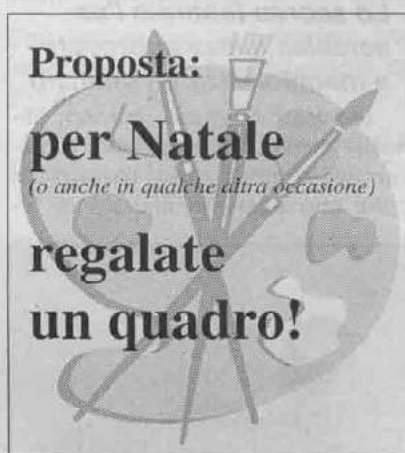 Proposta:
per Natale
(o anche in qualche altra occasione)
regalate
un quadro!